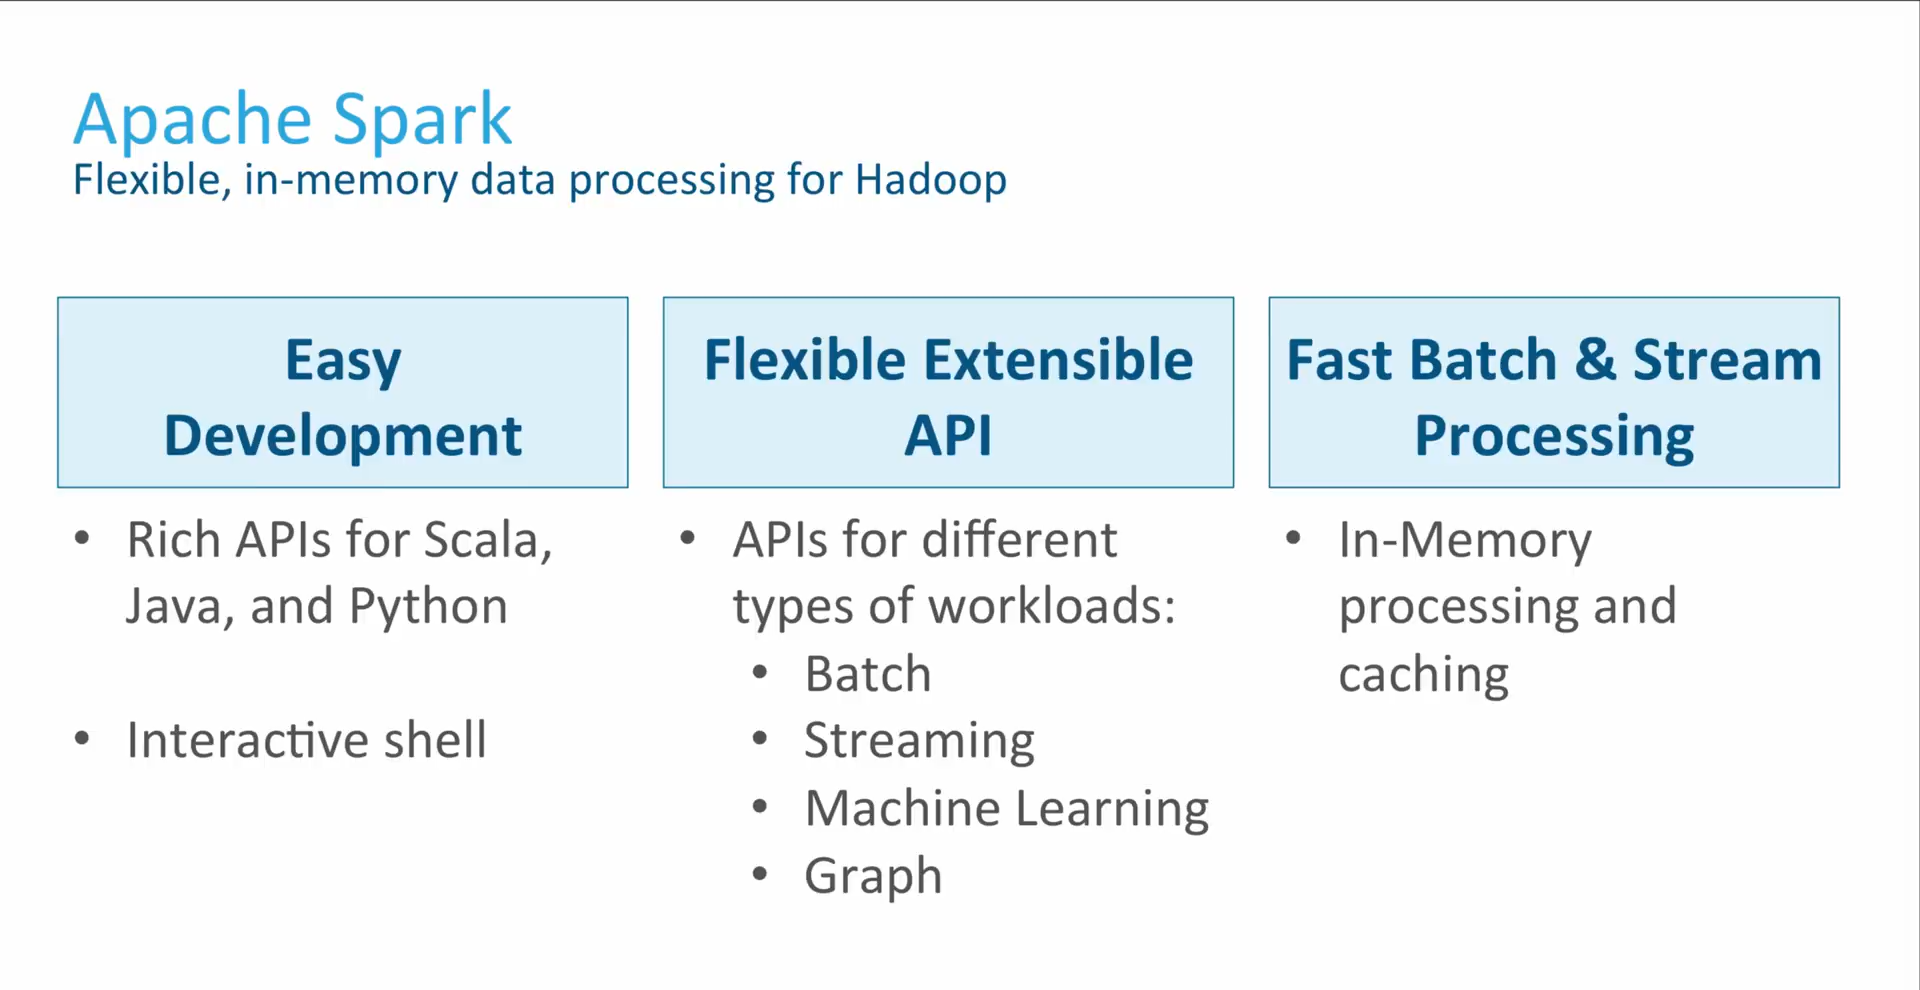 Apache Spark
Flexible, in-memory data processing for Hadoop
Easy
Development
• Rich APIs for Scala,
Java, and Python
• Interactive shell
Flexible Extensible
API
• APIs for different
types of workloads:
• Batch
• Streaming
• Machine Learning
• Graph
Fast Batch & Stream
Processing
• In-Memory
processing and
caching